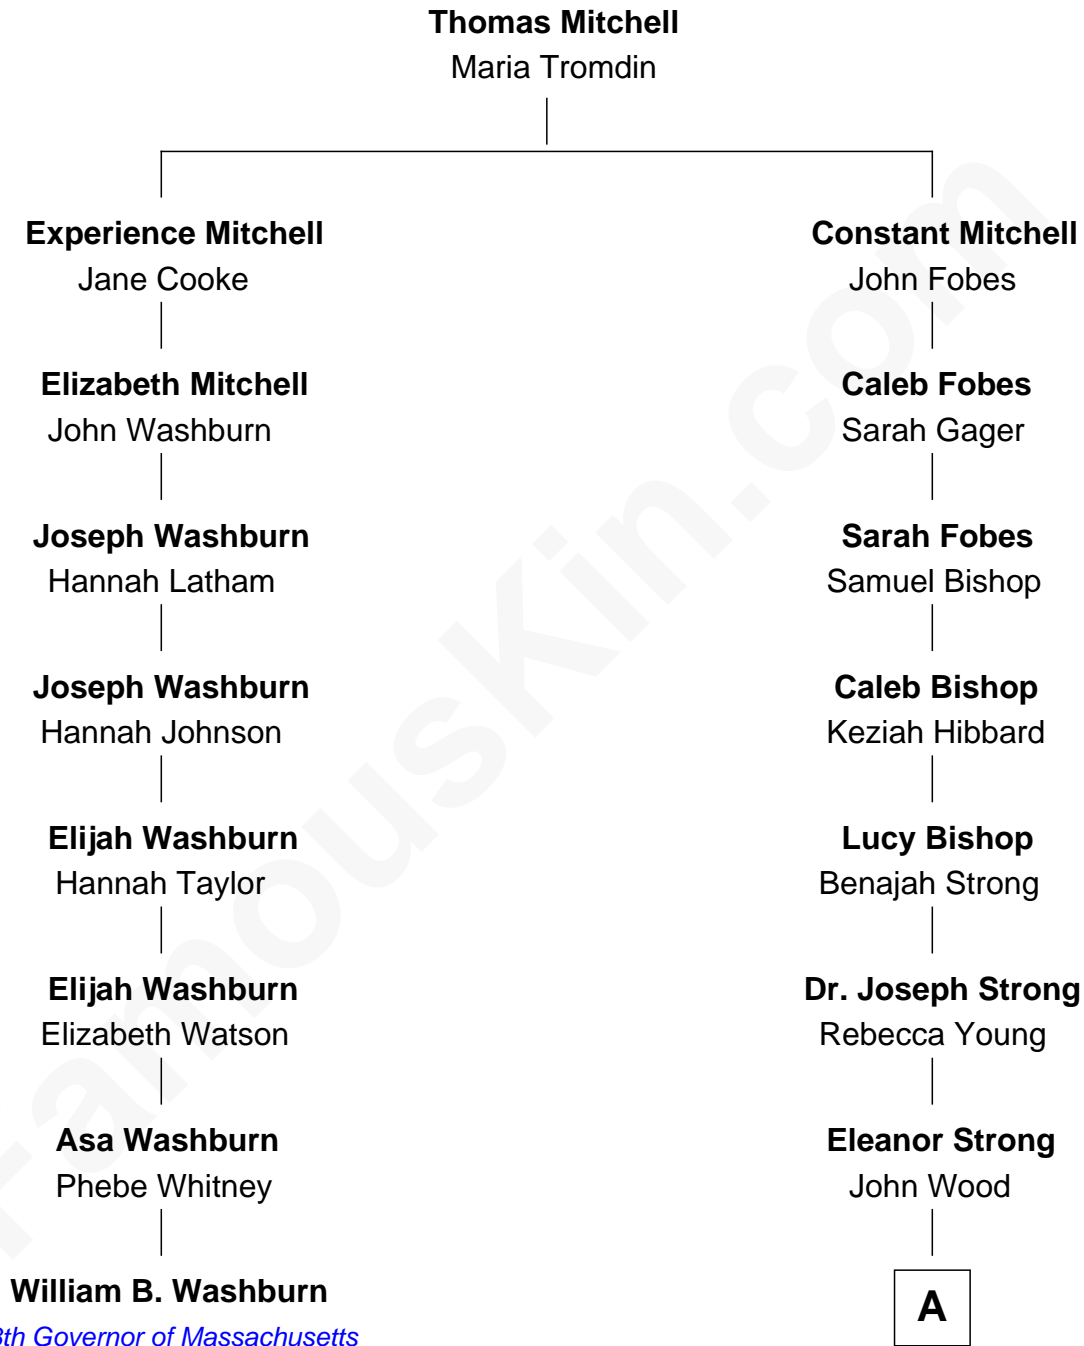 Thomas Mitchell
Maria Tromdin
Experience Mitchell
Jane Cooke
Constant Mitchell
John Fobes
Elizabeth Mitchell
John Washburn
Caleb Fobes
Sarah Gager
Joseph Washburn
Hannah Latham
Sarah Fobes
Samuel Bishop
Joseph Washburn
Hannah Johnson
Caleb Bishop
Keziah Hibbard
Elijah Washburn
Hannah Taylor
Lucy Bishop
Benajah Strong
Elijah Washburn
Elizabeth Watson
Dr. Joseph Strong
Rebecca Young
Asa Washburn
Phebe Whitney
Eleanor Strong
John Wood
William B. Washburn
8th Governor of Massachusetts
A
FamousKin.com